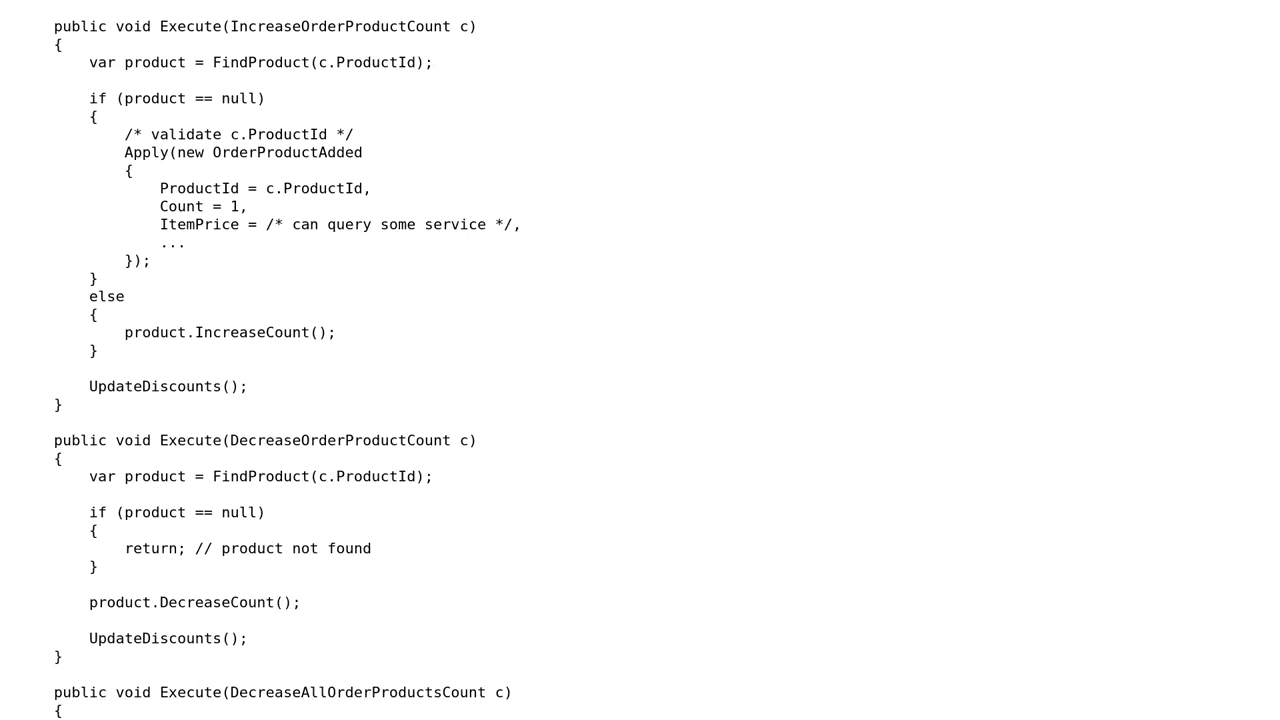 public void Execute(IncreaseOrderProductCount c)
{
    var product = FindProduct(c.ProductId);

    if (product == null)
    {
        /* validate c.ProductId */
        Apply(new OrderProductAdded
        {
            ProductId = c.ProductId,
            Count = 1,
            ItemPrice = /* can query some service */,
            ...
        });
    }
    else
    {
        product.IncreaseCount();
    }

    UpdateDiscounts();
}

public void Execute(DecreaseOrderProductCount c)
{
    var product = FindProduct(c.ProductId);

    if (product == null)
    {
        return; // product not found
    }

    product.DecreaseCount();

    UpdateDiscounts();
}

public void Execute(DecreaseAllOrderProductsCount c)
{